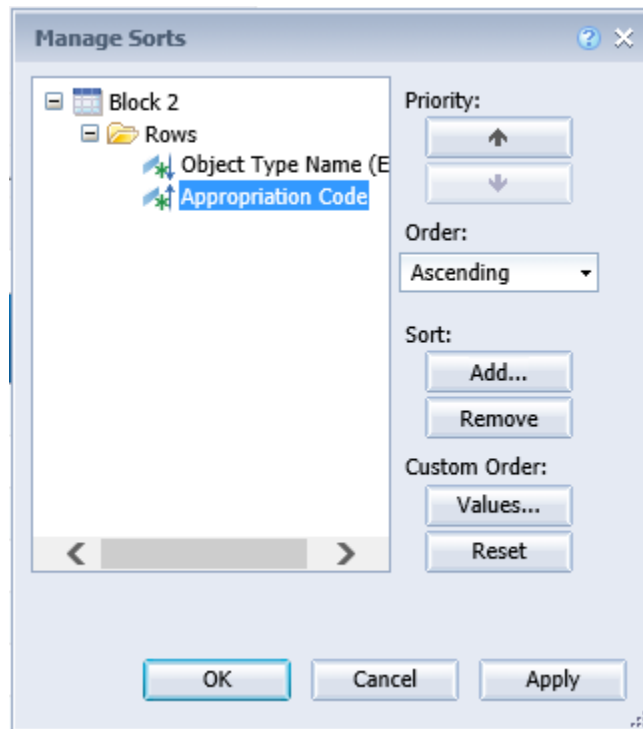 Manage Sorts
Block 2
Rows
Object Type Name (E
Appropriation Code
Priority:
Order:
Ascending
Sort:
Add...
Remove
Custom Order:
Values...
Reset
OK
Cancel
Apply